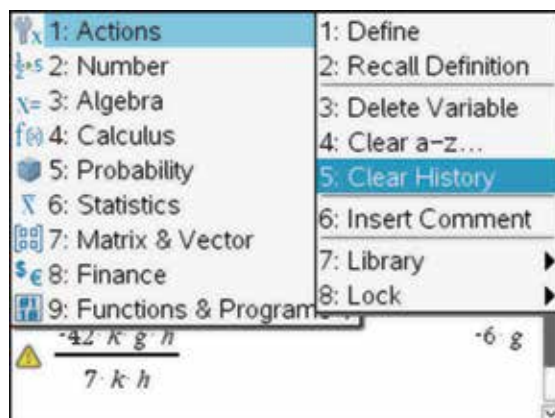 1: Actions
2: Number
3: Algebra
4: Calculus
5: Probability
6: Statistics
7: Matrix & Vector
8: Finance
9: Functions & Program
1: Define
2: Recall Definition
3: Delete Variable
4: Clear a–z...
5: Clear History
6: Insert Comment
7: Library
8: Lock
-42· k· g· h
7· k· h
-6· g